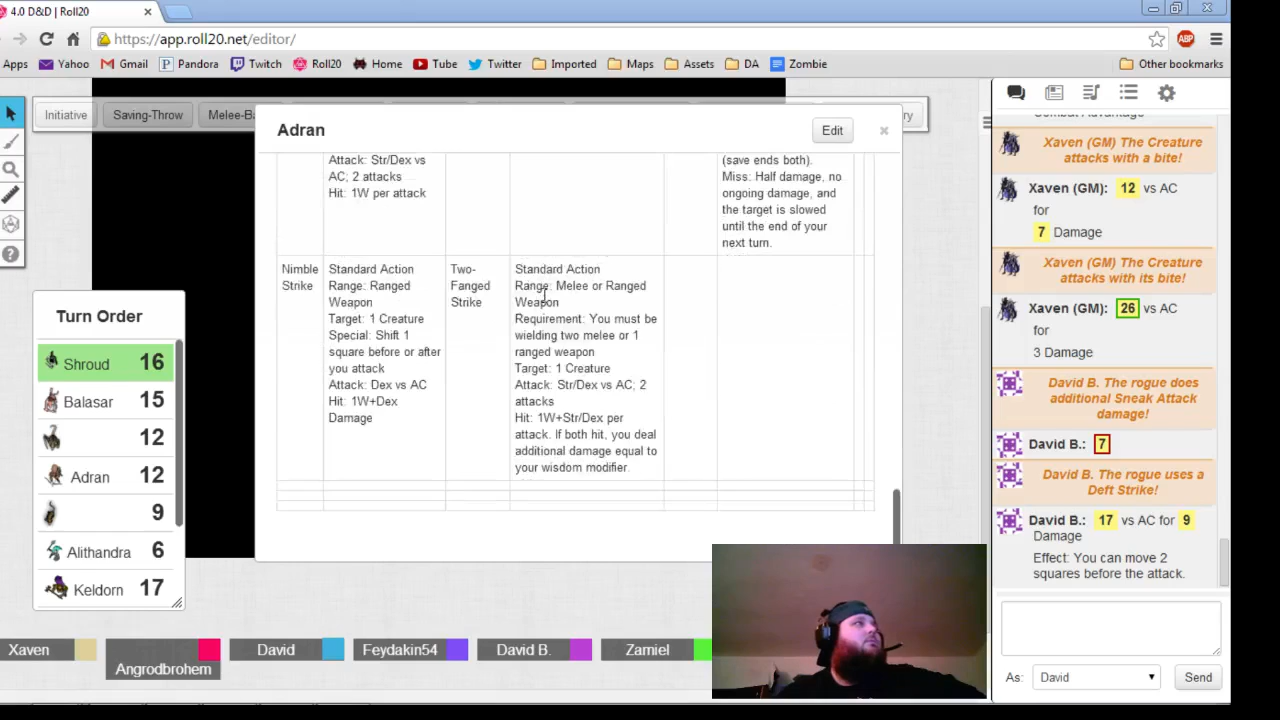 4.0 D&D | Roll20
https://app.roll20.net/editor/
Apps
Yahoo
Gmail
Pandora
Twitch
Roll20
Home
Tube
Twitter
Imported
Maps
Assets
DA
Zombie
Other bookmarks
Initiative
Saving-Throw
Adran
Edit
Attack: Str/Dex vs
AC; 2 attacks
Hit: 1W per attack
(save ends both).
Miss: Half damage, no
ongoing damage, and
the target is slowed
until the end of your
next turn.
Nimble
Strike
Standard Action
Range: Ranged
Weapon
Target: 1 Creature
Special: Shift 1
square before or after
you attack
Attack: Dex vs AC
Hit: 1W+Dex
Damage
Two-
Fanged
Strike
Standard Action
Range: Melee or Ranged
Weapon
Requirement: You must be
wielding two melee or 1
ranged weapon
Target: 1 Creature
Attack: Str/Dex vs AC; 2
attacks
Hit: 1W+Str/Dex per
attack. If both hit, you deal
additional damage equal to
your wisdom modifier.
Turn Order
Shroud 16
Balasar 15
12
Adran 12
9
Alithandra 6
Keldorn 17
Xaven (GM) The Creature
attacks with a bite!
Xaven (GM): 12 vs AC
for
7 Damage
Xaven (GM) The Creature
attacks with its bite!
Xaven (GM): 26 vs AC
for
3 Damage
David B. The rogue does
additional Sneak Attack
damage!
David B.: 7
David B. The rogue uses a
Deft Strike!
David B.: 17 vs AC for 9
Damage
Effect: You can move 2
squares before the attack.
As: David
Send
Xaven
Angrodbrohem
David
Feydakin54
David B.
Zamiel